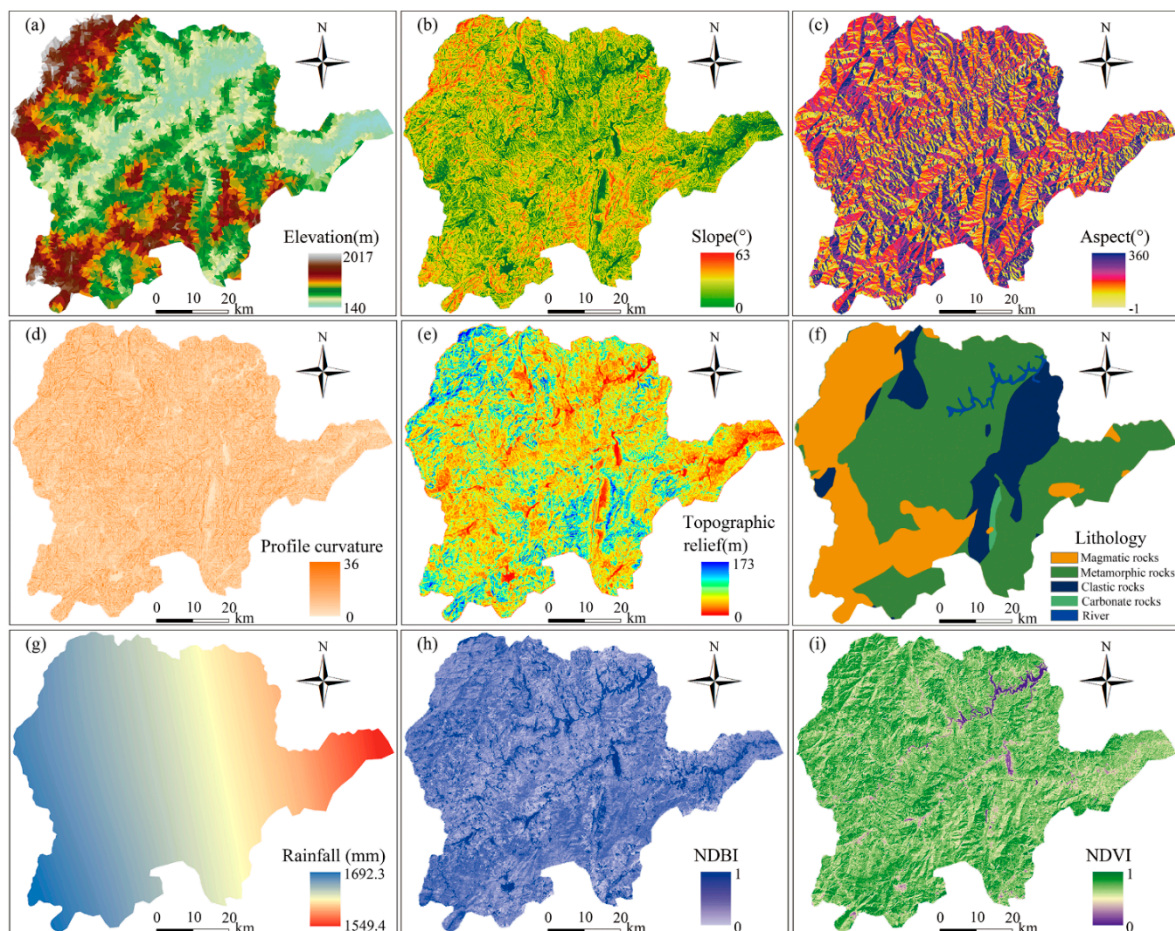 (a)
N
Elevation(m)
2017
140
0 10 20
km
(b)
N
Slope(°)
63
0
0 10 20
km
(c)
N
Aspect(°)
360
-1
0 10 20
km
(d)
N
Profile curvature
36
0
0 10 20
km
(e)
N
Topographic
relief(m)
173
0
0 10 20
km
(f)
N
Lithology
Magmatic rocks
Metamorphic rocks
Clastic rocks
Carbonate rocks
River
0 10 20
km
(g)
N
Rainfall (mm)
1692.3
1549.4
0 10 20
km
(h)
N
NDBI
1
0
0 10 20
km
(i)
N
NDVI
1
0
0 10 20
km